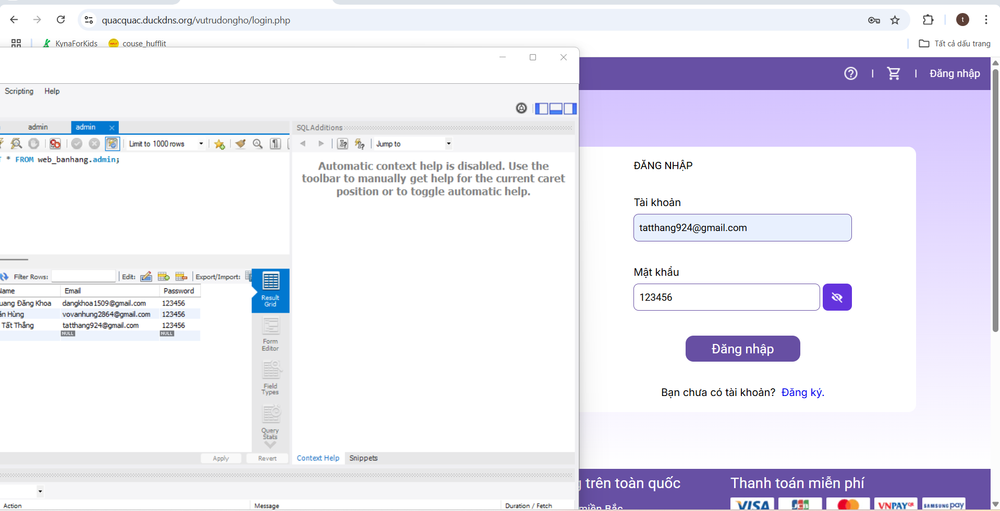 quacquac.duckdns.org/vutrudongho/login.php
t
KynaForKids
couse_hufflit
Tất cả dấu trang
Scripting Help
Đăng nhập
admin
admin
SQLAdditions
Limit to 1000 rows
Jump to
* FROM web_banhang.admin;
Automatic context help is disabled. Use the
toolbar to manually get help for the current caret
position or to toggle automatic help.
ĐĂNG NHẬP
Tài khoản
tatthang924@gmail.com
Mật khẩu
123456
Đăng nhập
Bạn chưa có tài khoản? Đăng ký.
Filter Rows:
Edit:
Export/Import:
Name Email Password
uang Đăng Khoa dangkhoa1509@gmail.com 123456
ăn Hùng vovanhung2864@gmail.com 123456
Tất Thắng tatthang924@gmail.com 123456
NULL NULL
Result
Grid
Form
Editor
Field
Types
Query
Stats
Apply
Revert
Context Help
Snippets
Action Message Duration / Fetch
trên toàn quốc
miền Bắc
Thanh toán miễn phí
VISA
JCB
VNPAY QR
SAMSUNG pay